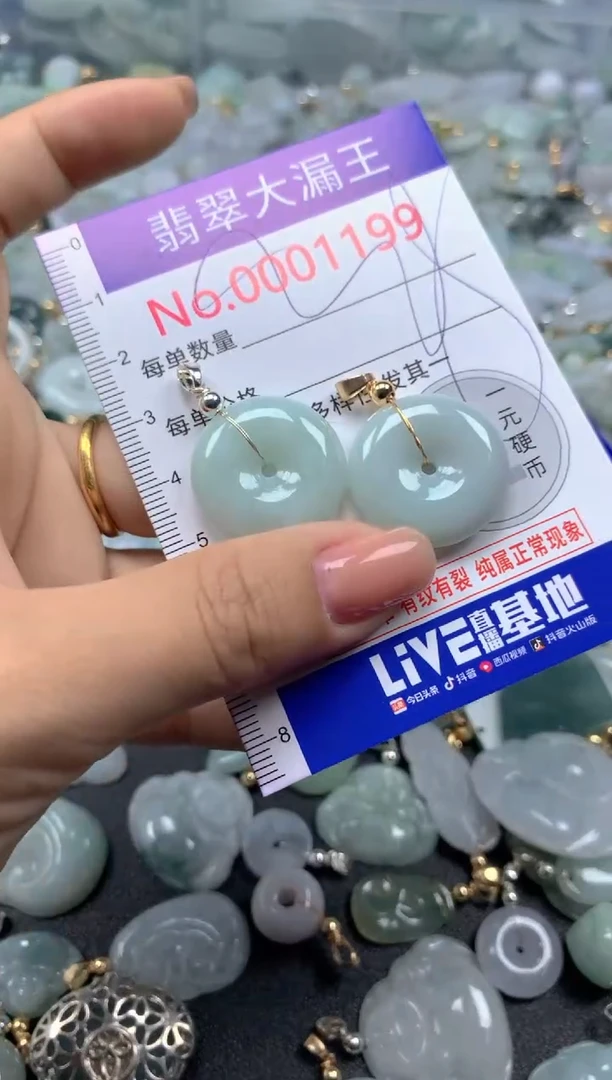 翡翠大漏王
No.0001199
每单数量
每单价格 多样 发其一
一元硬币
有纹有裂 纯属正常现象
LiVE直播基地
今日头条 抖音 西瓜视频 抖音火山版
0
1
2
3
4
5
8